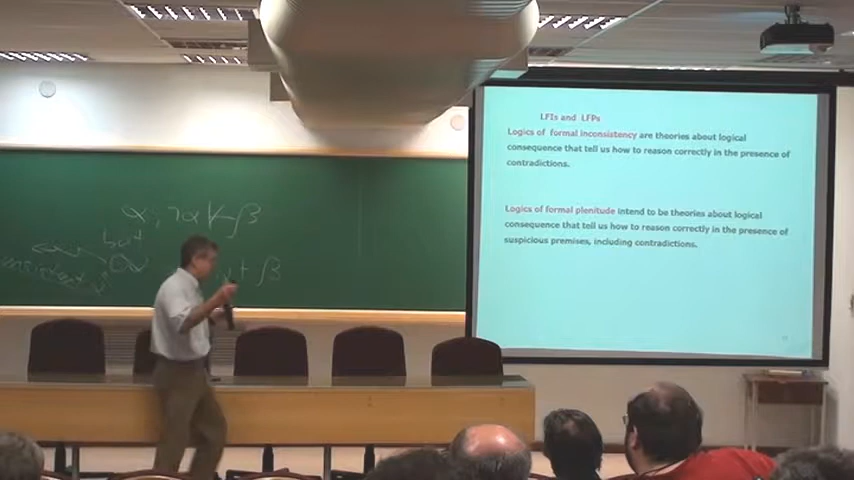 α, ¬α ⊬ β
LFIs and LFPs
Logics of formal inconsistency are theories about logical
consequence that tell us how to reason correctly in the presence of
contradictions.
Logics of formal plenitude intend to be theories about logical
consequence that tell us how to reason correctly in the presence of
suspicious premises, including contradictions.